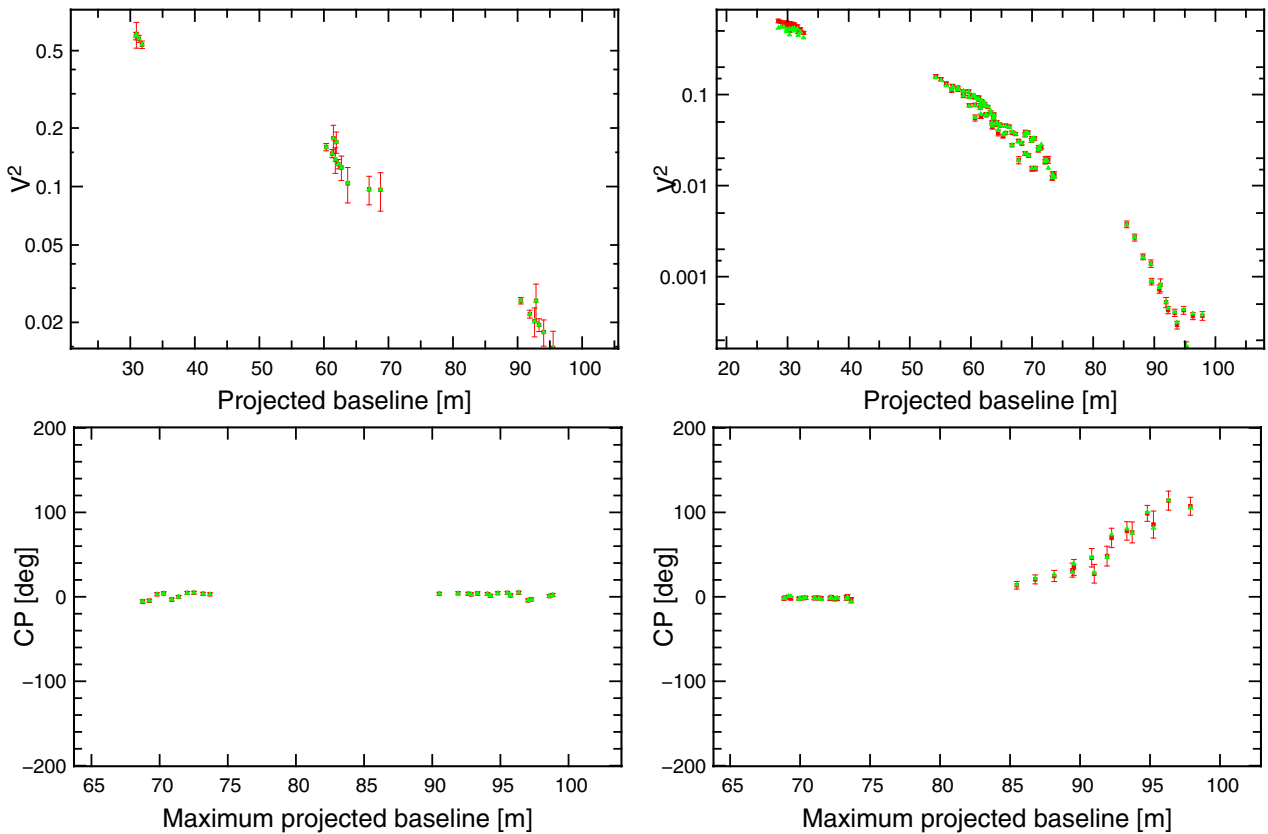 0.5
0.2
0.1
0.05
0.02
V²
30 40 50 60 70 80 90 100
Projected baseline [m]
0.1
0.01
0.001
V²
20 30 40 50 60 70 80 90 100
Projected baseline [m]
200
100
0
−100
−200
CP [deg]
65 70 75 80 85 90 95 100
Maximum projected baseline [m]
200
100
0
−100
−200
CP [deg]
65 70 75 80 85 90 95 100
Maximum projected baseline [m]